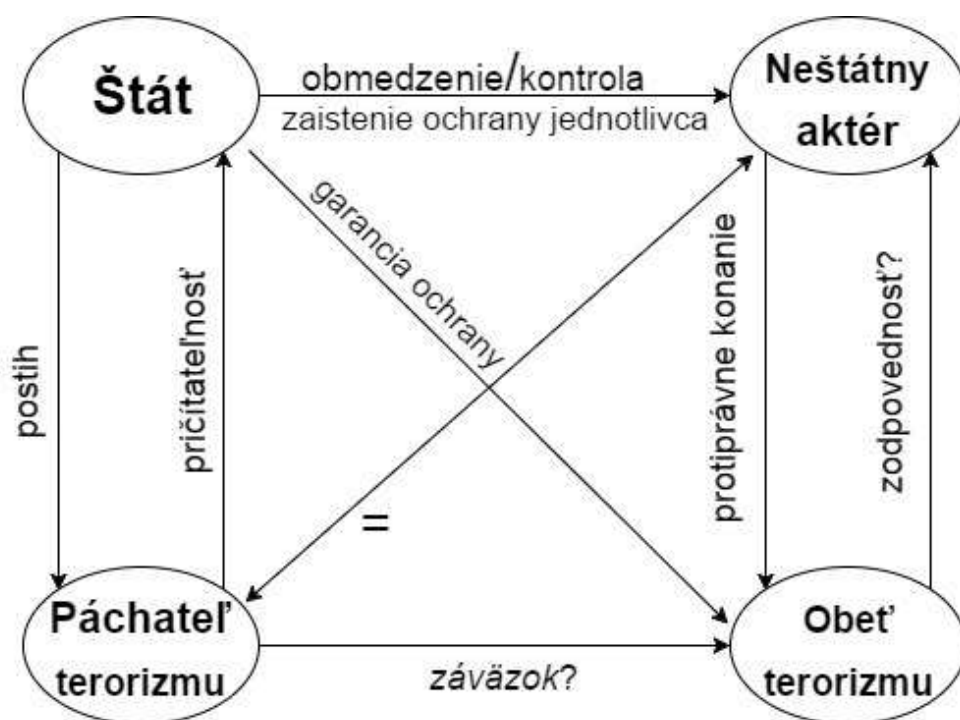 Štát
obmedzenie/kontrola
zaistenie ochrany jednotlivca
Neštátny
aktér
garancia ochrany
postih
pričítateľnosť
protiprávne konanie
zodpovednosť?
=
Páchateľ
terorizmu
záväzok?
Obeť
terorizmu